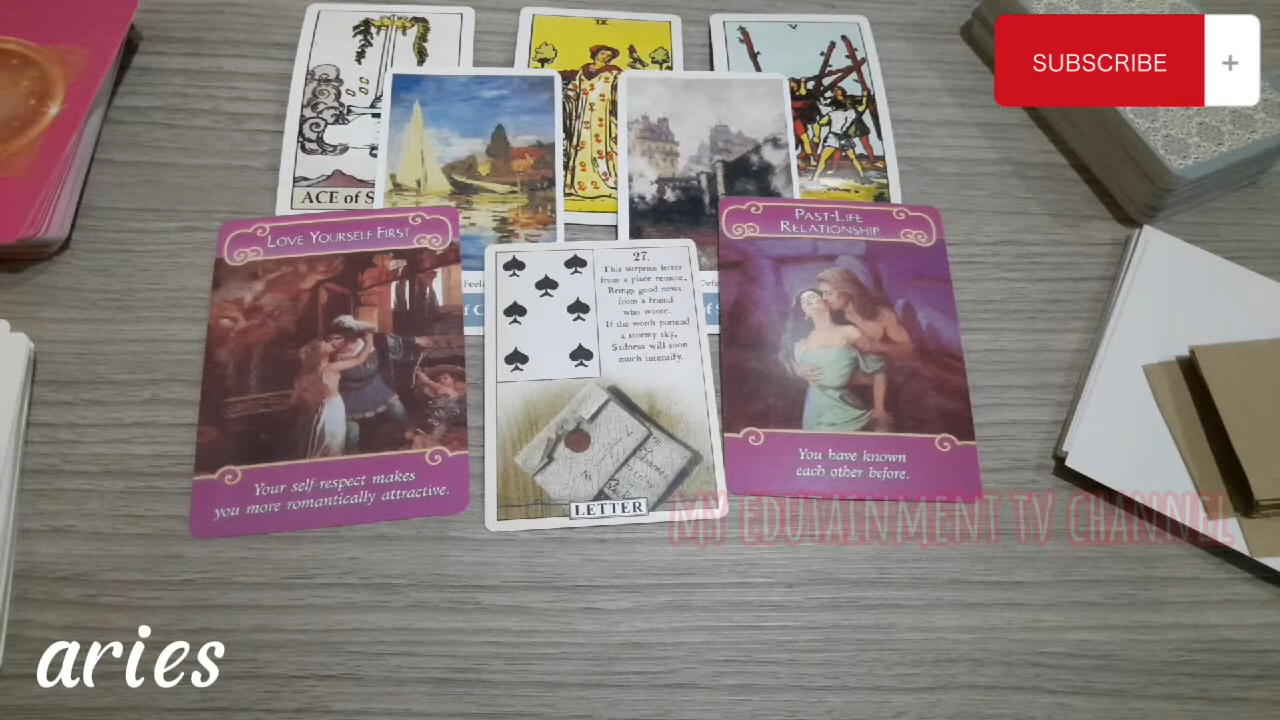 SUBSCRIBE +
IX
V
ACE of S
LOVE YOURSELF FIRST
Your self-respect makes
you more romantically attractive.
27.
This surprise letter
from a place remote,
Brings good news
from a friend
who wrote.
If the words portend
a stormy sky,
Sadness will soon
much intensify.
LETTER
PAST-LIFE
RELATIONSHIP
You have known
each other before.
MY EDUTAINMENT TV CHANNEL
aries